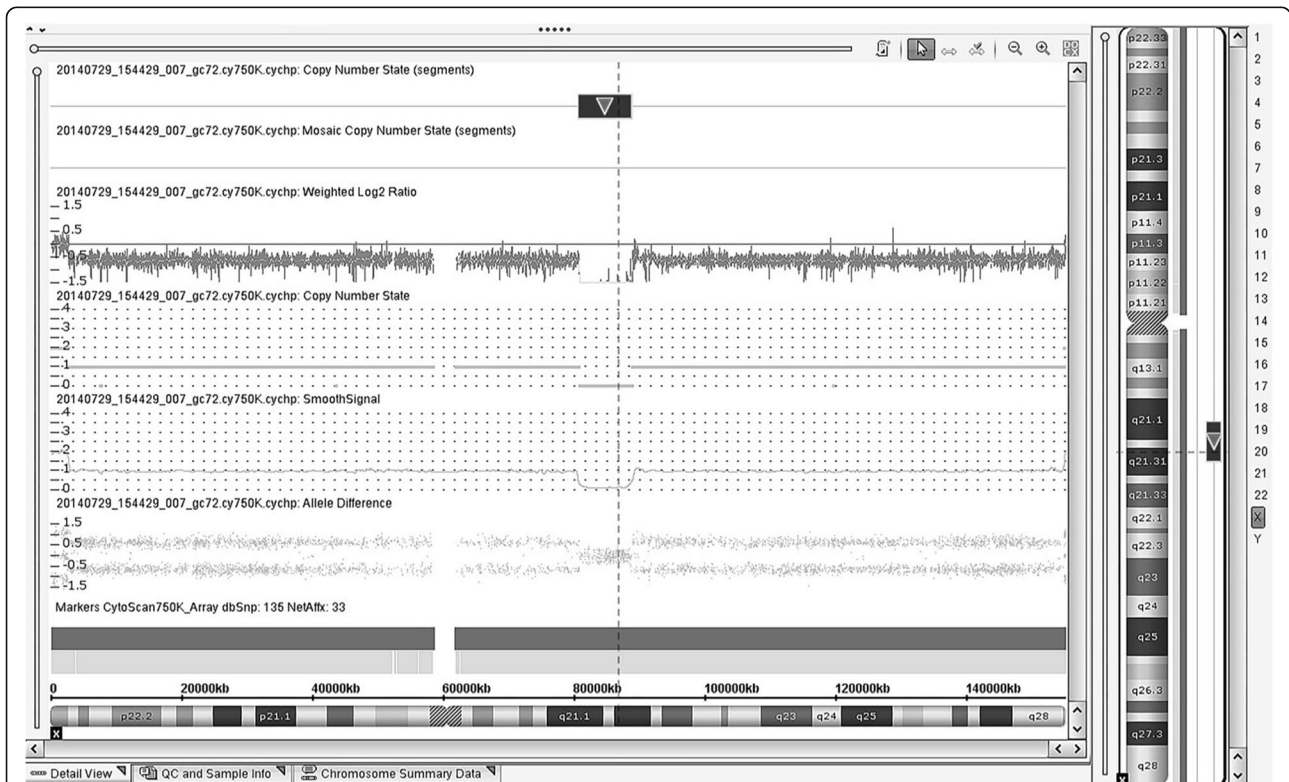 20140729_154429_007_gc72.cy750K.cychp: Copy Number State (segments)
20140729_154429_007_gc72.cy750K.cychp: Mosaic Copy Number State (segments)
20140729_154429_007_gc72.cy750K.cychp: Weighted Log2 Ratio
1.5
0.5
-0.5
-1.5
20140729_154429_007_gc72.cy750K.cychp: Copy Number State
4
3
2
1
0
20140729_154429_007_gc72.cy750K.cychp: SmoothSignal
4
3
2
1
0
20140729_154429_007_gc72.cy750K.cychp: Allele Difference
1.5
0.5
-0.5
-1.5
Markers CytoScan750K_Array dbSnp: 135 NetAffx: 33
0 20000kb 40000kb 60000kb 80000kb 100000kb 120000kb 140000kb
p22.2 p21.1 q21.1 q23 q24 q25 q28
X
Detail View QC and Sample Info Chromosome Summary Data
p22.33
p22.31
p22.2
p21.3
p21.1
p11.4
p11.3
p11.23
p11.22
p11.21
q13.1
q21.1
q21.31
q21.33
q22.1
q22.3
q23
q24
q25
q26.3
q27.3
q28
X
1
2
3
4
5
6
7
8
9
10
11
12
13
14
15
16
17
18
19
20
21
22
X
Y